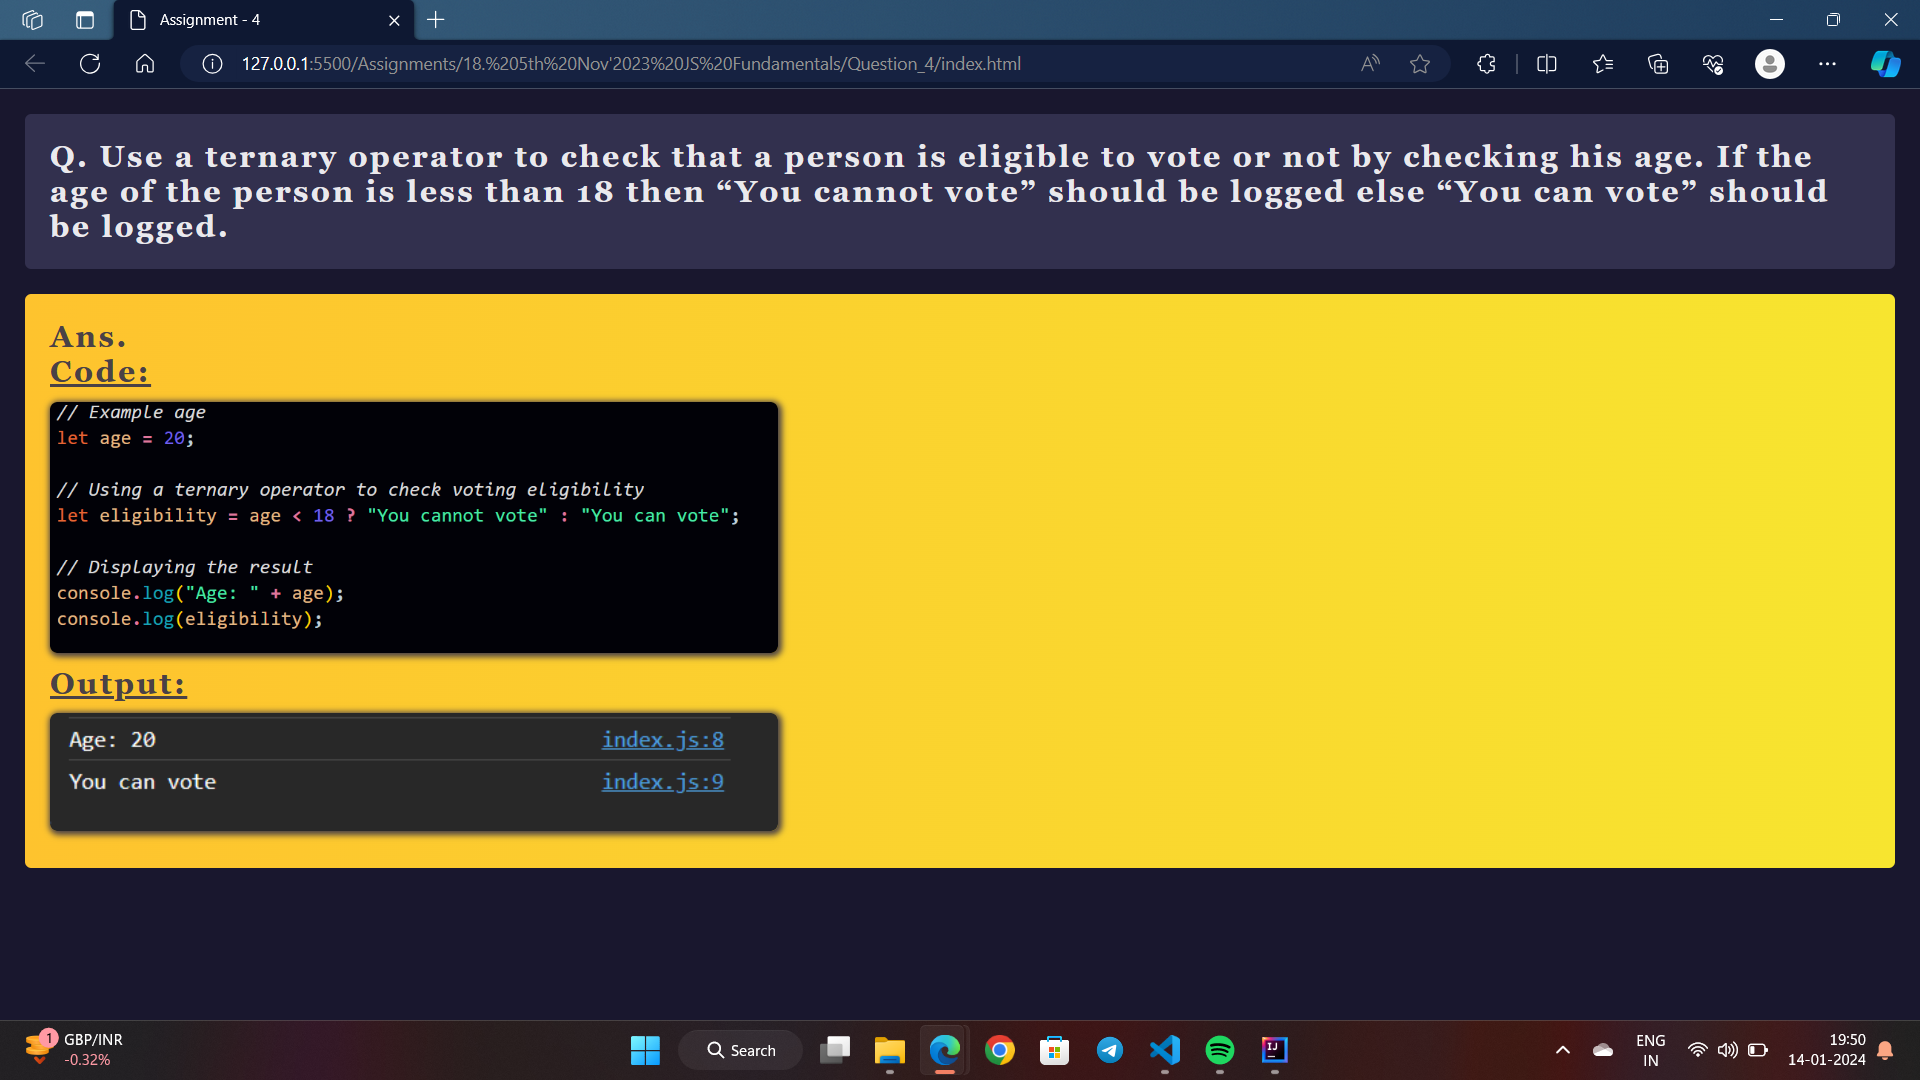 Assignment - 4
127.0.0.1:5500/Assignments/18.%205th%20Nov'2023%20JS%20Fundamentals/Question_4/index.html
Q. Use a ternary operator to check that a person is eligible to vote or not by checking his age. If the
age of the person is less than 18 then “You cannot vote” should be logged else “You can vote” should
be logged.
Ans.
Code:
// Example age
let age = 20;
// Using a ternary operator to check voting eligibility
let eligibility = age < 18 ? "You cannot vote" : "You can vote";
// Displaying the result
console.log("Age: " + age);
console.log(eligibility);
Output:
Age: 20 index.js:8
You can vote index.js:9
1 GBP/INR
-0.32%
Search
ENG
IN
19:50
14-01-2024